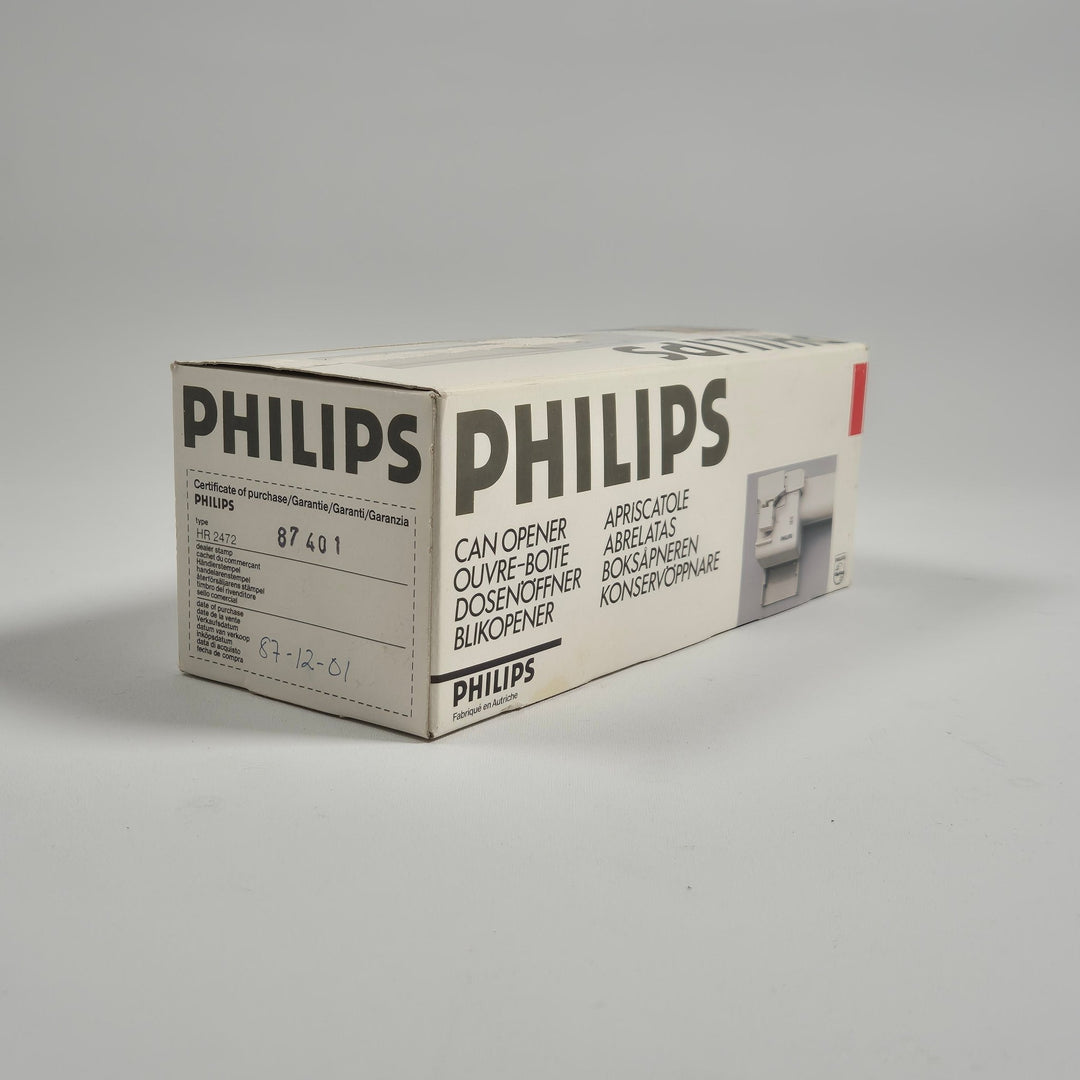 PHILIPS
PHILIPS
Certificate of purchase/Garantie/Garanti/Garanzia
PHILIPS
type
HR 2472
87 401
dealer stamp
cachet du commercant
Händlerstempel
handelarenstempel
återförsäljarens stämpel
timbro del rivenditore
sello comercial
date of purchase
date de la vente
Verkaufsdatum
datum van verkoop
inköpsdatum
data di acquisto
fecha de compra
87-12-01
PHILIPS
CAN OPENER
OUVRE-BOITE
DOSENÖFFNER
BLIKOPENER
APRISCATOLE
ABRELATAS
BOKSÅPNEREN
KONSERVÖPPNARE
PHILIPS
Fabriqué en Autriche